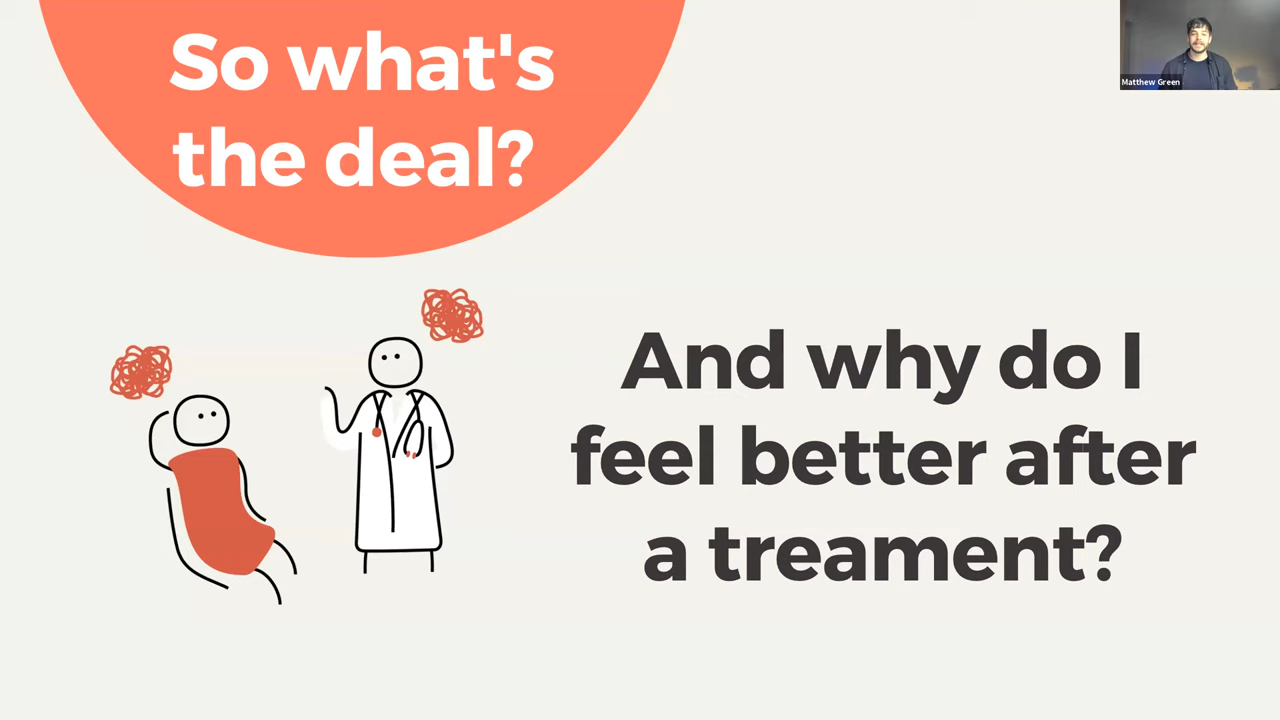 So what's
the deal?
Matthew Green
And why do I
feel better after
a treament?